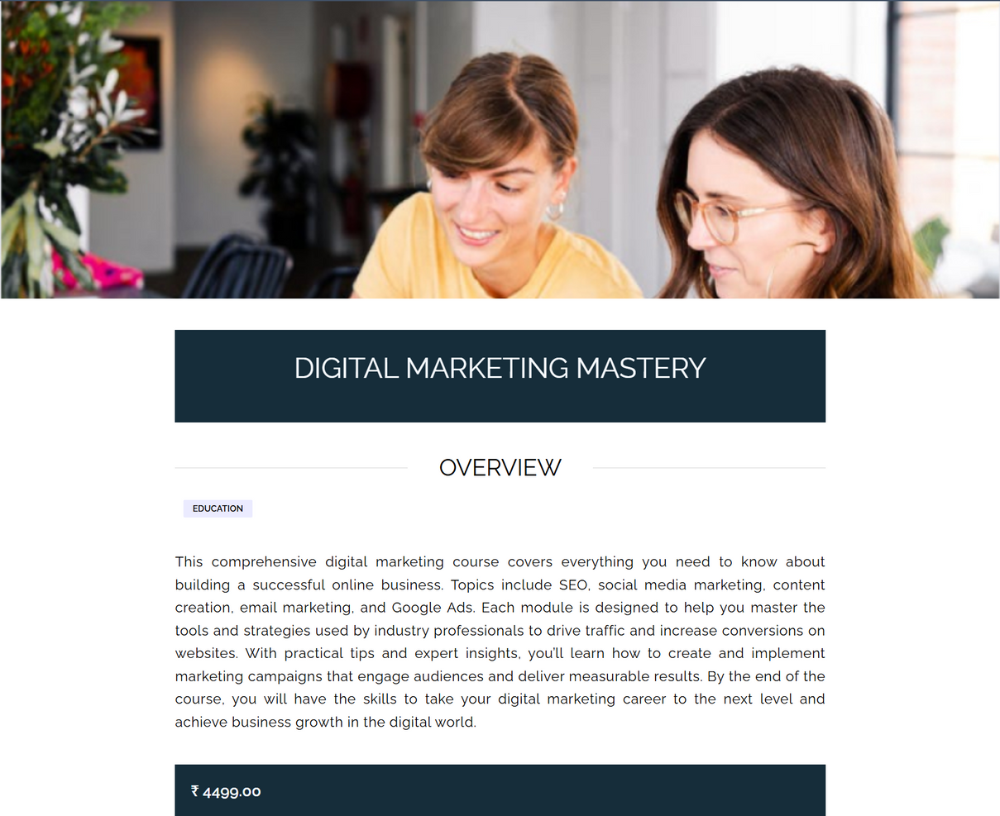 DIGITAL MARKETING MASTERY
OVERVIEW
EDUCATION
This comprehensive digital marketing course covers everything you need to know about
building a successful online business. Topics include SEO, social media marketing, content
creation, email marketing, and Google Ads. Each module is designed to help you master the
tools and strategies used by industry professionals to drive traffic and increase conversions on
websites. With practical tips and expert insights, you’ll learn how to create and implement
marketing campaigns that engage audiences and deliver measurable results. By the end of the
course, you will have the skills to take your digital marketing career to the next level and
achieve business growth in the digital world.
₹ 4499.00